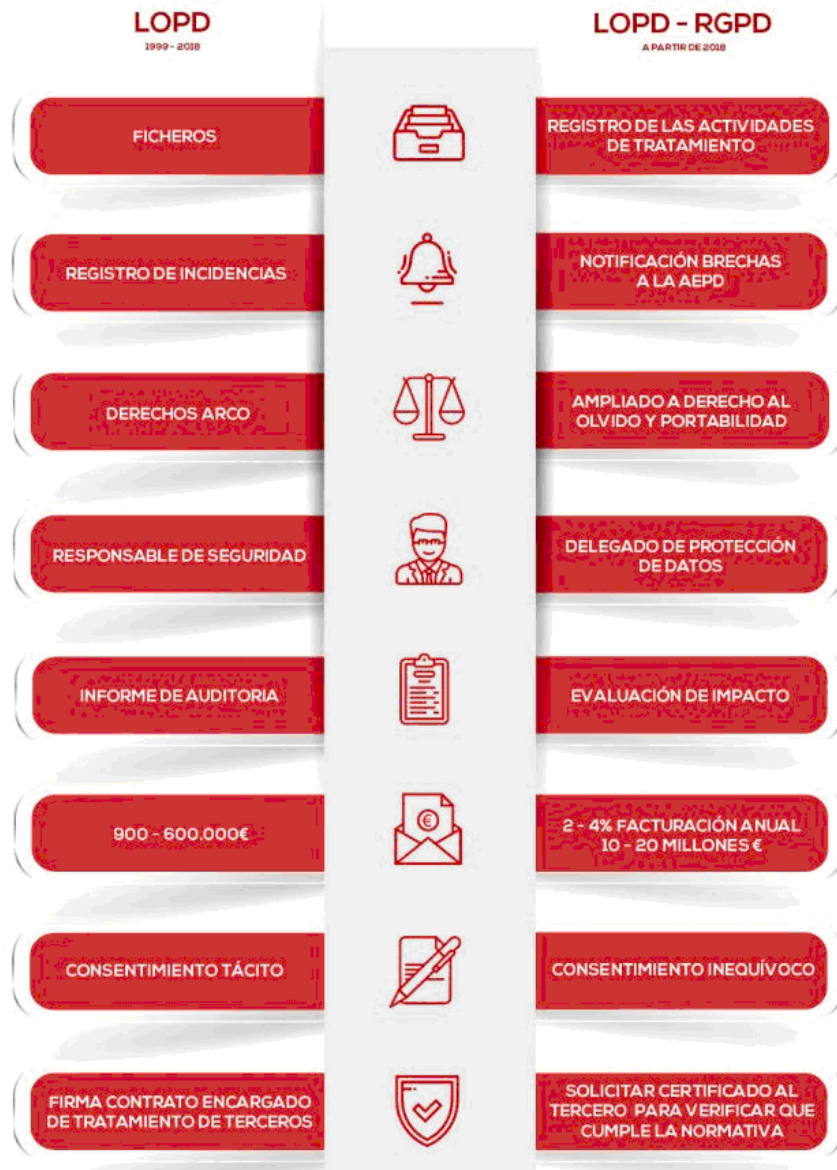 LOPD
1999 - 2018
LOPD - RGPD
A PARTIR DE 2018
FICHEROS
REGISTRO DE LAS ACTIVIDADES
DE TRATAMIENTO
REGISTRO DE INCIDENCIAS
NOTIFICACIÓN BRECHAS
A LA AEPD
DERECHOS ARCO
AMPLIADO A DERECHO AL
OLVIDO Y PORTABILIDAD
RESPONSABLE DE SEGURIDAD
DELEGADO DE PROTECCIÓN
DE DATOS
INFORME DE AUDITORIA
EVALUACIÓN DE IMPACTO
900 - 600.000€
€
2 - 4% FACTURACIÓN ANUAL
10 - 20 MILLONES €
CONSENTIMIENTO TÁCITO
CONSENTIMIENTO INEQUÍVOCO
FIRMA CONTRATO ENCARGADO
DE TRATAMIENTO DE TERCEROS
SOLICITAR CERTIFICADO AL
TERCERO PARA VERIFICAR QUE
CUMPLE LA NORMATIVA